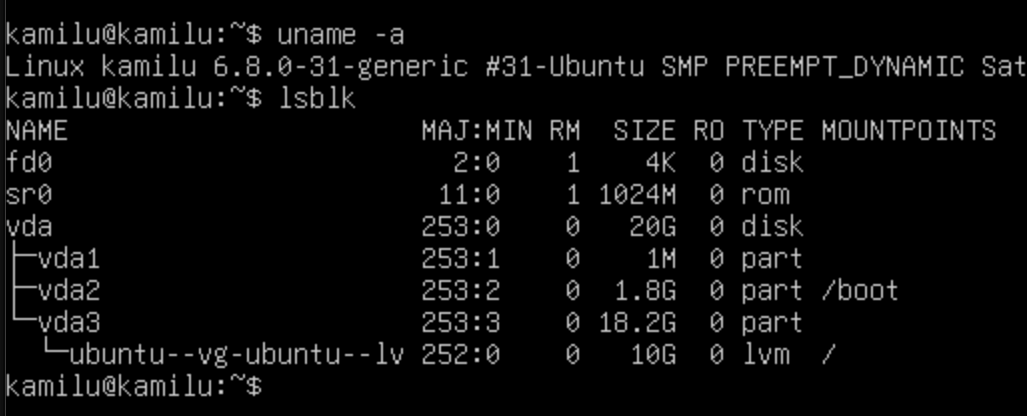 kamilu@kamilu:~$ uname -a
Linux kamilu 6.8.0-31-generic #31-Ubuntu SMP PREEMPT_DYNAMIC Sat
kamilu@kamilu:~$ lsblk
NAME                      MAJ:MIN RM  SIZE RO TYPE MOUNTPOINTS
fd0                         2:0    1    4K  0 disk
sr0                        11:0    1 1024M  0 rom
vda                       253:0    0   20G  0 disk
├─vda1                    253:1    0    1M  0 part
├─vda2                    253:2    0  1.8G  0 part /boot
└─vda3                    253:3    0 18.2G  0 part
  └─ubuntu--vg-ubuntu--lv 252:0    0   10G  0 lvm  /
kamilu@kamilu:~$